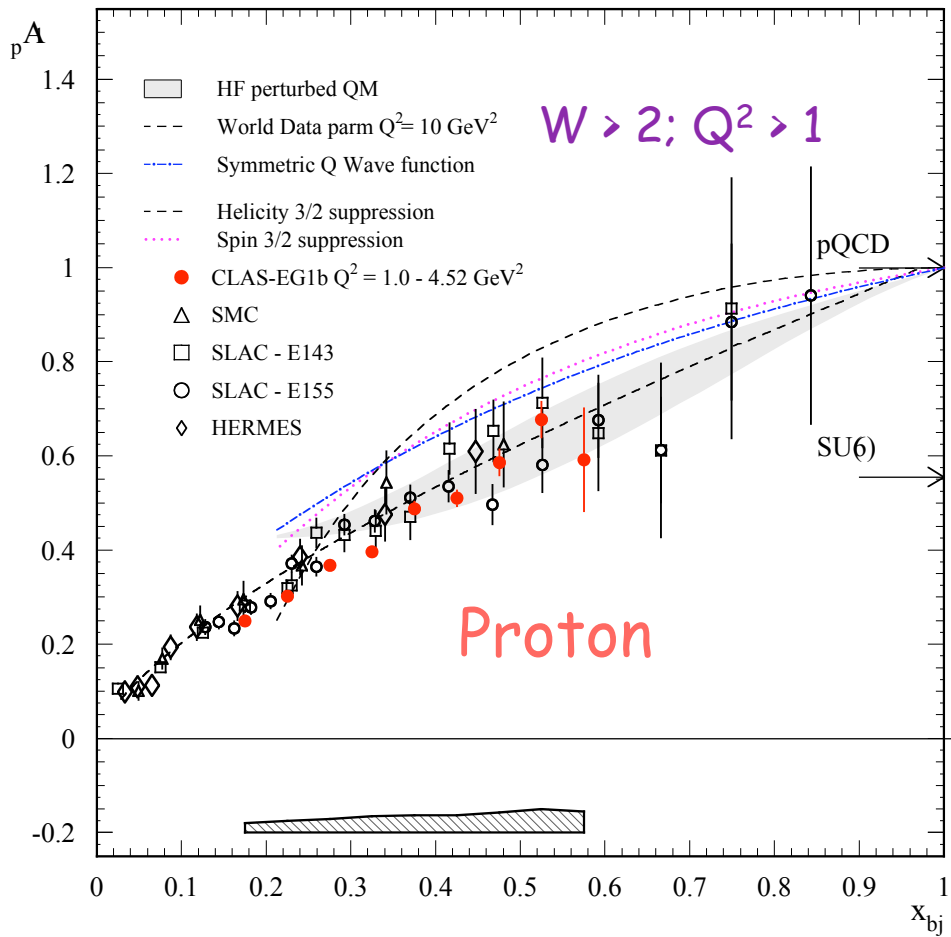 pA
1.4
1.2
1
0.8
0.6
0.4
0.2
0
-0.2
HF perturbed QM
World Data parm Q²= 10 GeV²
Symmetric Q Wave function
Helicity 3/2 suppression
Spin 3/2 suppression
CLAS-EG1b Q² = 1.0 - 4.52 GeV²
SMC
SLAC - E143
SLAC - E155
HERMES
W > 2; Q² > 1
pQCD
SU6)
Proton
0 0.1 0.2 0.3 0.4 0.5 0.6 0.7 0.8 0.9 1
x_bj